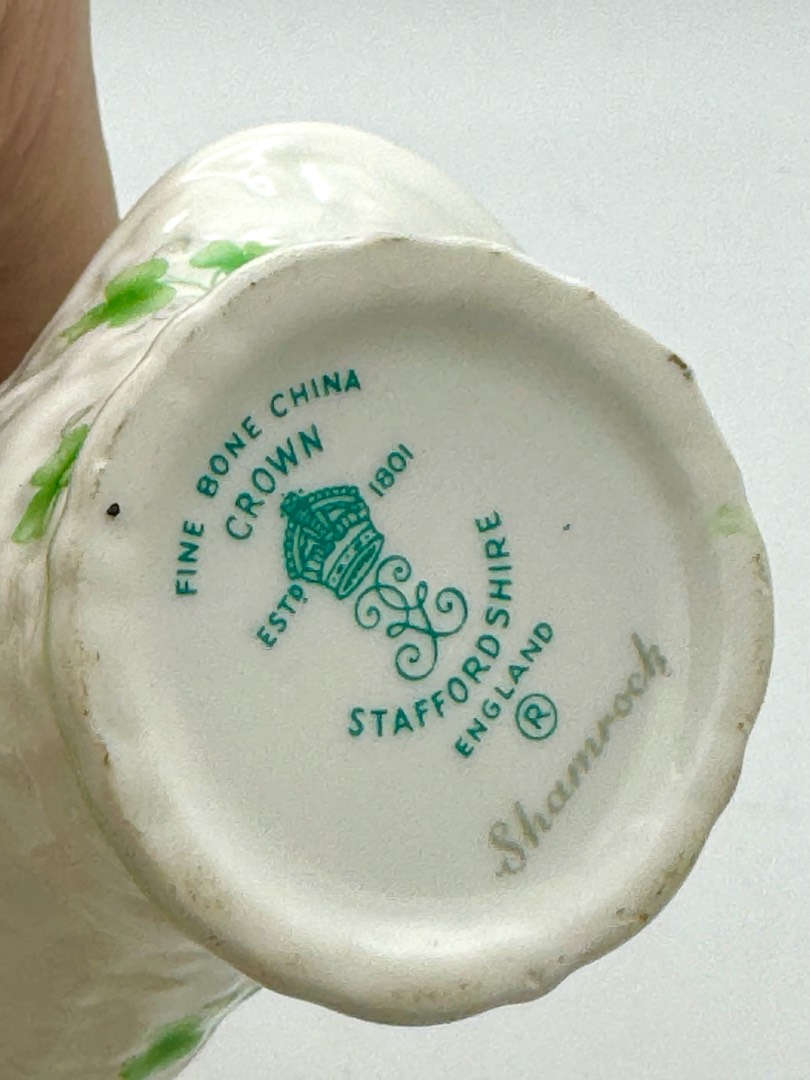 FINE BONE CHINA
CROWN
ESTD 1801
STAFFORDSHIRE
ENGLAND
®
Shamrock